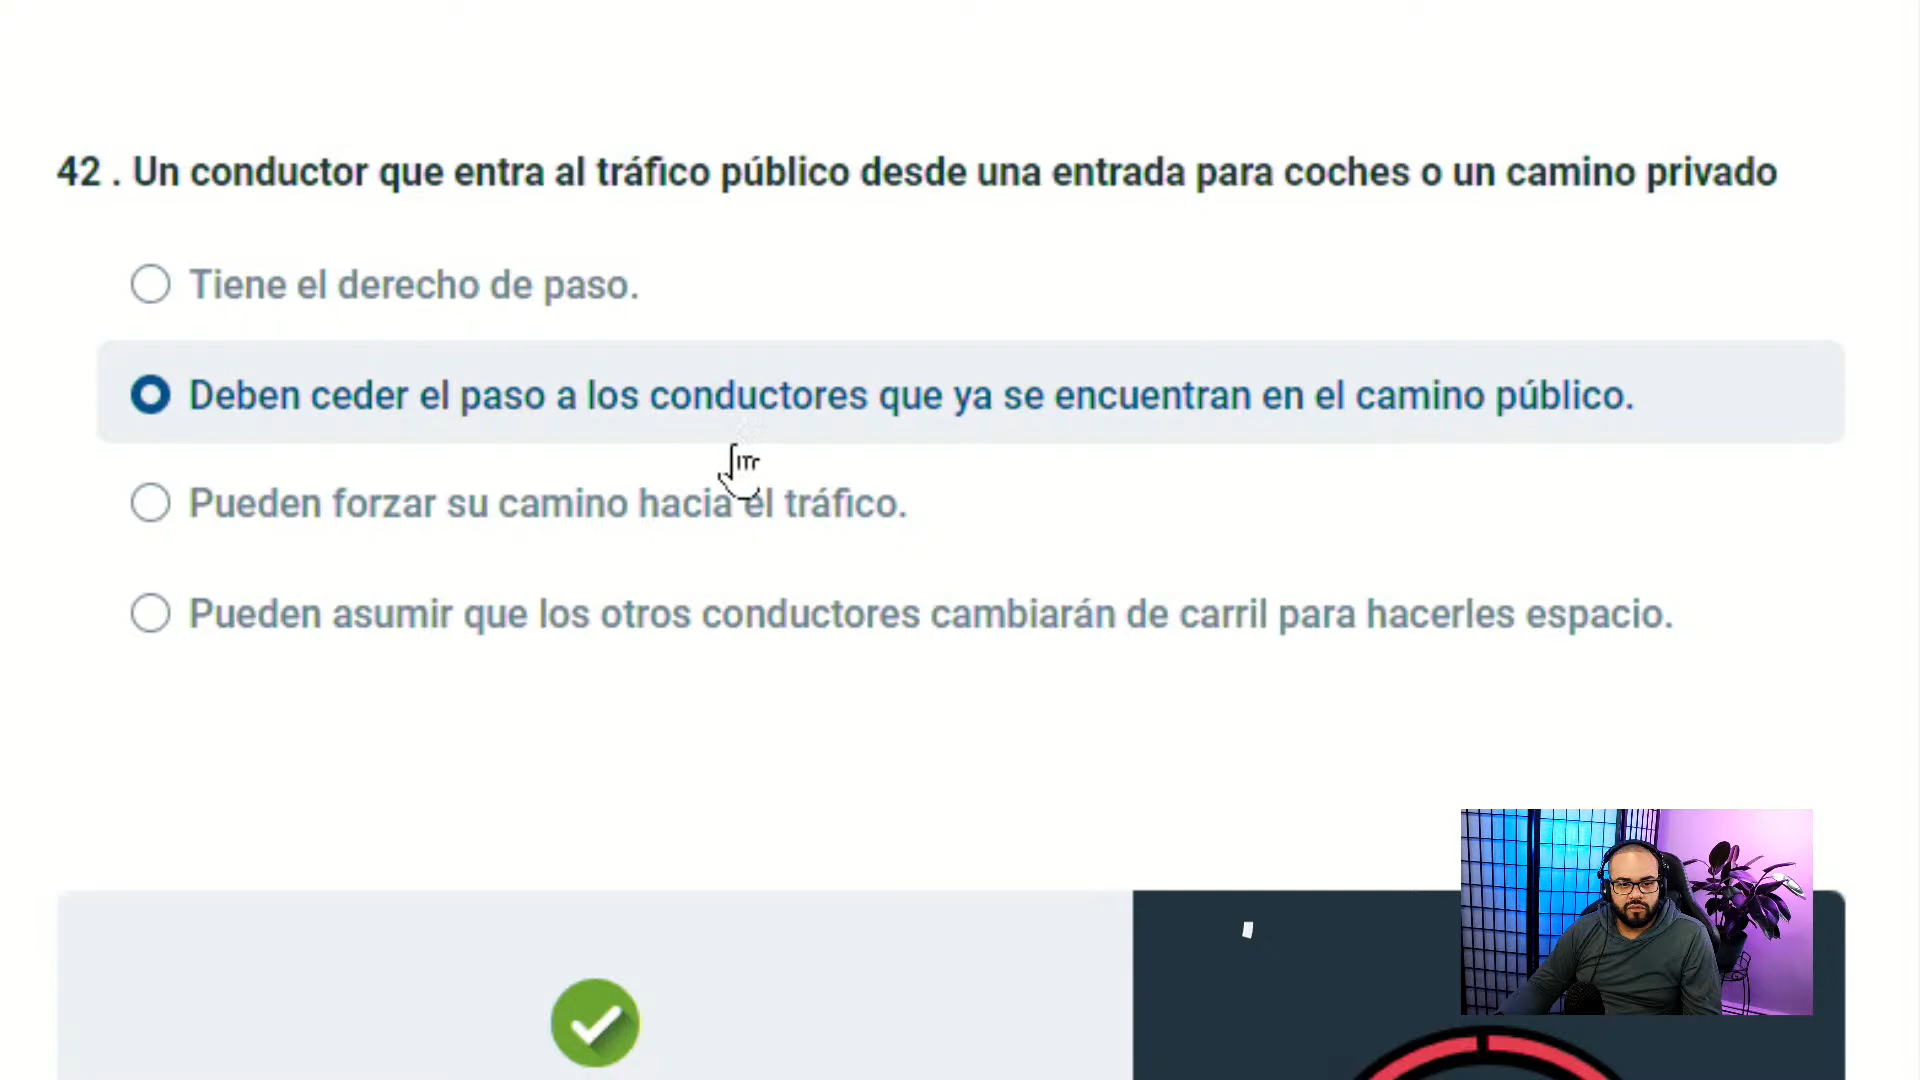 42 . Un conductor que entra al tráfico público desde una entrada para coches o un camino privado
Tiene el derecho de paso.
Deben ceder el paso a los conductores que ya se encuentran en el camino público.
Pueden forzar su camino hacia el tráfico.
Pueden asumir que los otros conductores cambiarán de carril para hacerles espacio.